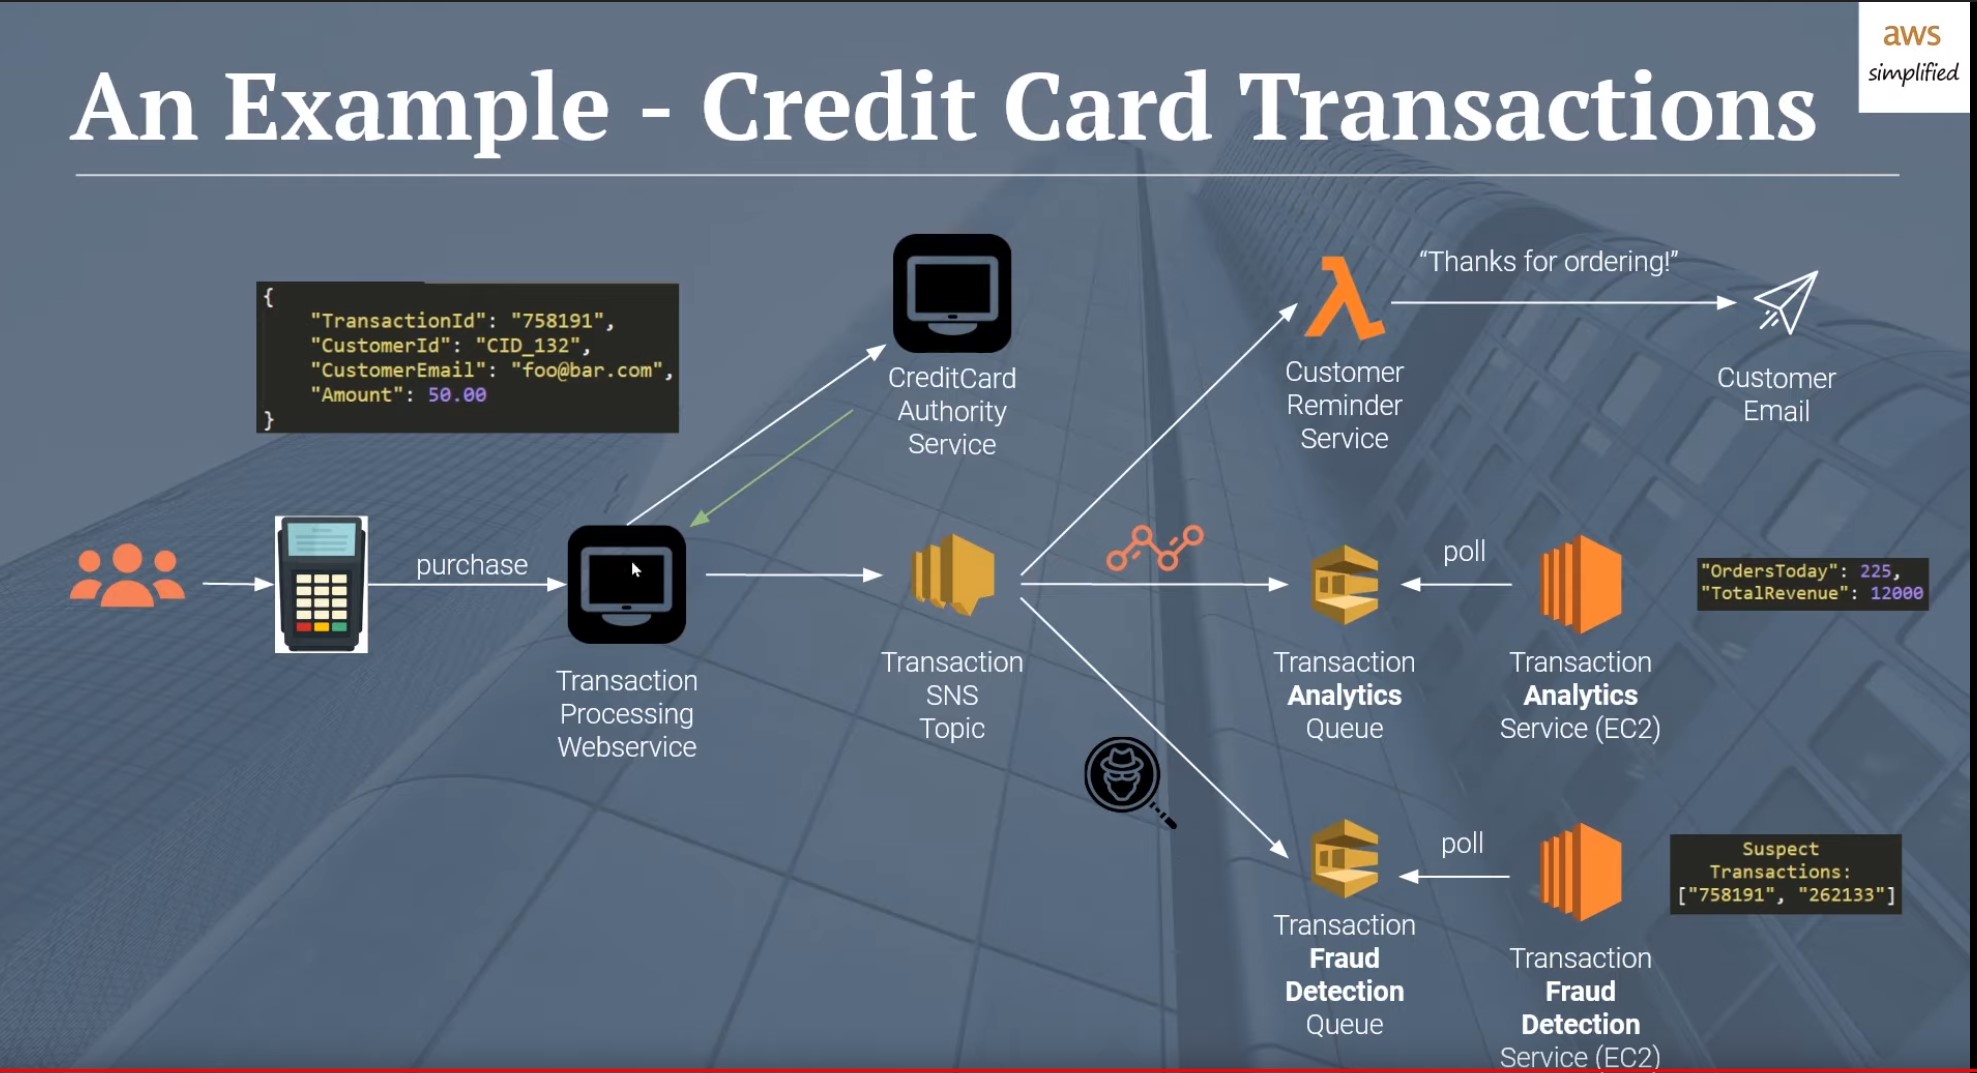 aws
simplified
An Example - Credit Card Transactions
{
"TransactionId": "758191",
"CustomerId": "CID_132",
"CustomerEmail": "foo@bar.com",
"Amount": 50.00
}
purchase
Transaction
Processing
Webservice
CreditCard
Authority
Service
Transaction
SNS
Topic
Customer
Reminder
Service
“Thanks for ordering!”
Customer
Email
Transaction
Analytics
Queue
poll
Transaction
Analytics
Service (EC2)
"OrdersToday": 225,
"TotalRevenue": 12000
Transaction
Fraud
Detection
Queue
poll
Transaction
Fraud
Detection
Service (EC2)
Suspect
Transactions:
["758191", "262133"]